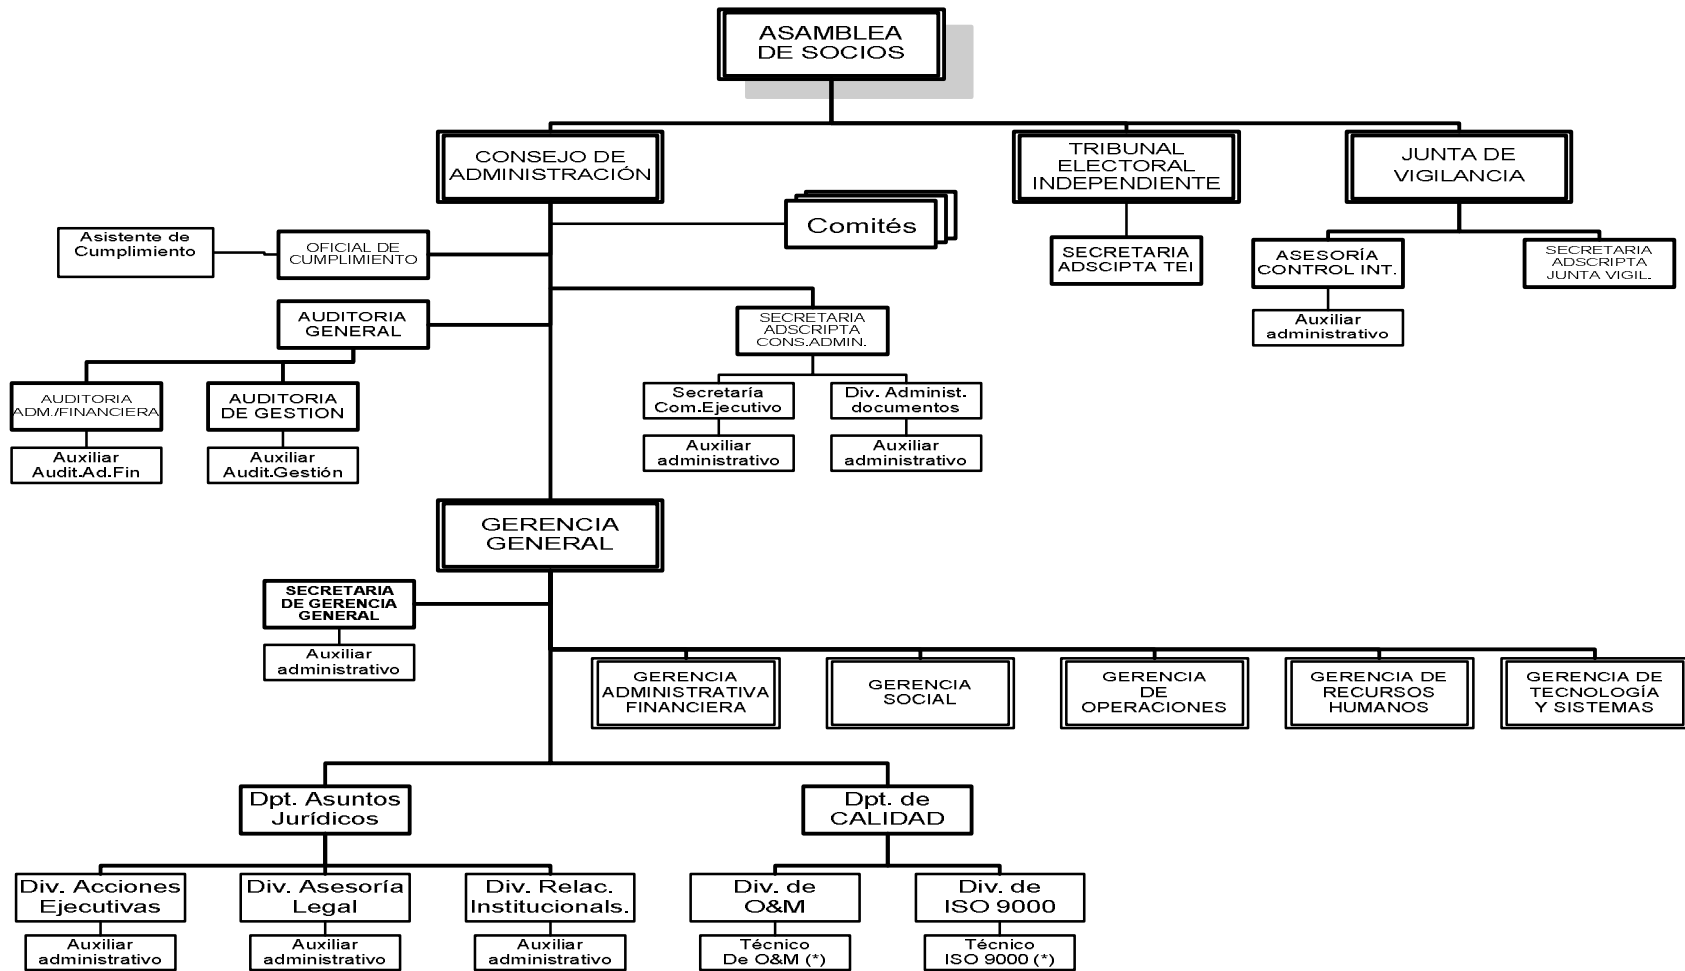 ASAMBLEA
DE SOCIOS
CONSEJO DE
ADMINISTRACIÓN
TRIBUNAL
ELECTORAL
INDEPENDIENTE
JUNTA DE
VIGILANCIA
Comités
Asistente de
Cumplimiento
OFICIAL DE
CUMPLIMIENTO
SECRETARIA
ADSCIPTA TEI
ASESORÍA
CONTROL INT.
SECRETARIA
ADSCRIPTA
JUNTA VIGIL.
Auxiliar
administrativo
AUDITORIA
GENERAL
SECRETARIA
ADSCRIPTA
CONS.ADMIN.
AUDITORIA
ADM./FINANCIERA
AUDITORIA
DE GESTION
Secretaría
Com.Ejecutivo
Div. Administ.
documentos
Auxiliar
Audit.Ad.Fin
Auxiliar
Audit.Gestión
Auxiliar
administrativo
Auxiliar
administrativo
GERENCIA
GENERAL
SECRETARIA
DE GERENCIA
GENERAL
Auxiliar
administrativo
GERENCIA
ADMINISTRATIVA
FINANCIERA
GERENCIA
SOCIAL
GERENCIA
DE
OPERACIONES
GERENCIA DE
RECURSOS
HUMANOS
GERENCIA DE
TECNOLOGÍA
Y SISTEMAS
Dpt. Asuntos
Jurídicos
Dpt. de
CALIDAD
Div. Acciones
Ejecutivas
Div. Asesoría
Legal
Div. Relac.
Institucionals.
Div. de
O&M
Div. de
ISO 9000
Auxiliar
administrativo
Auxiliar
administrativo
Auxiliar
administrativo
Técnico
De O&M (*)
Técnico
ISO 9000 (*)